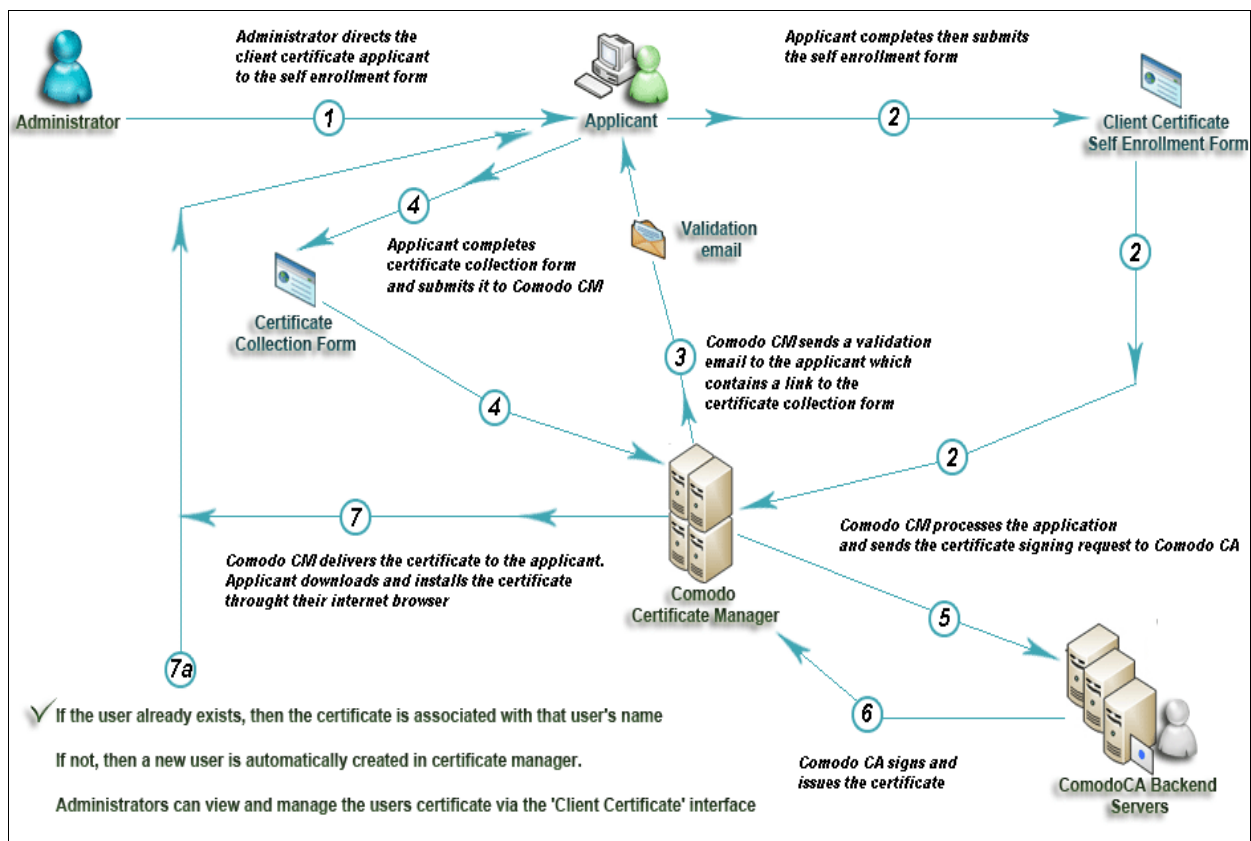 Administrator directs the
client certificate applicant
to the self enrollment form
Applicant completes then submits
the self enrollment form
Administrator
1
Applicant
2
Client Certificate
Self Enrollment Form
4
Applicant completes
certificate collection form
and submits it to Comodo CM
Validation
email
2
Certificate
Collection Form
3
Comodo CM sends a validation
email to the applicant which
contains a link to the
certificate collection form
4
2
7
Comodo CM delivers the certificate to the applicant.
Applicant downloads and installs the certificate
throught their internet browser
Comodo CM processes the application
and sends the certificate signing request to Comodo CA
Comodo
Certificate Manager
5
7a
6
Comodo CA signs and
issues the certificate
ComodoCA Backend
Servers
If the user already exists, then the certificate is associated with that user's name
If not, then a new user is automatically created in certificate manager.
Administrators can view and manage the users certificate via the 'Client Certificate' interface